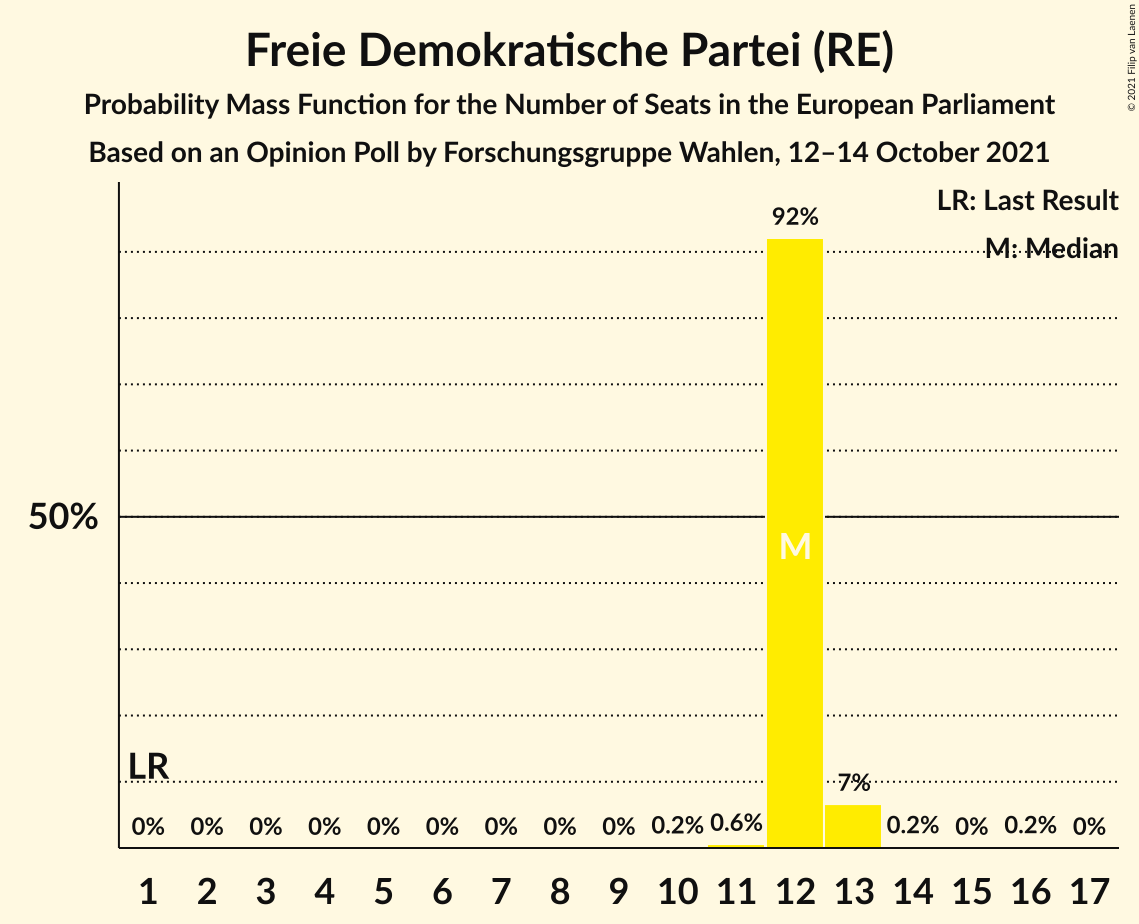 Freie Demokratische Partei (RE)
Probability Mass Function for the Number of Seats in the European Parliament
Based on an Opinion Poll by Forschungsgruppe Wahlen, 12–14 October 2021
© 2021 Filip van Laenen
LR: Last Result
M: Median
92%
50%
M
LR
7%
0% 0% 0% 0% 0% 0% 0% 0% 0% 0.2% 0.6% 0.2% 0% 0.2% 0%
1 2 3 4 5 6 7 8 9 10 11 12 13 14 15 16 17